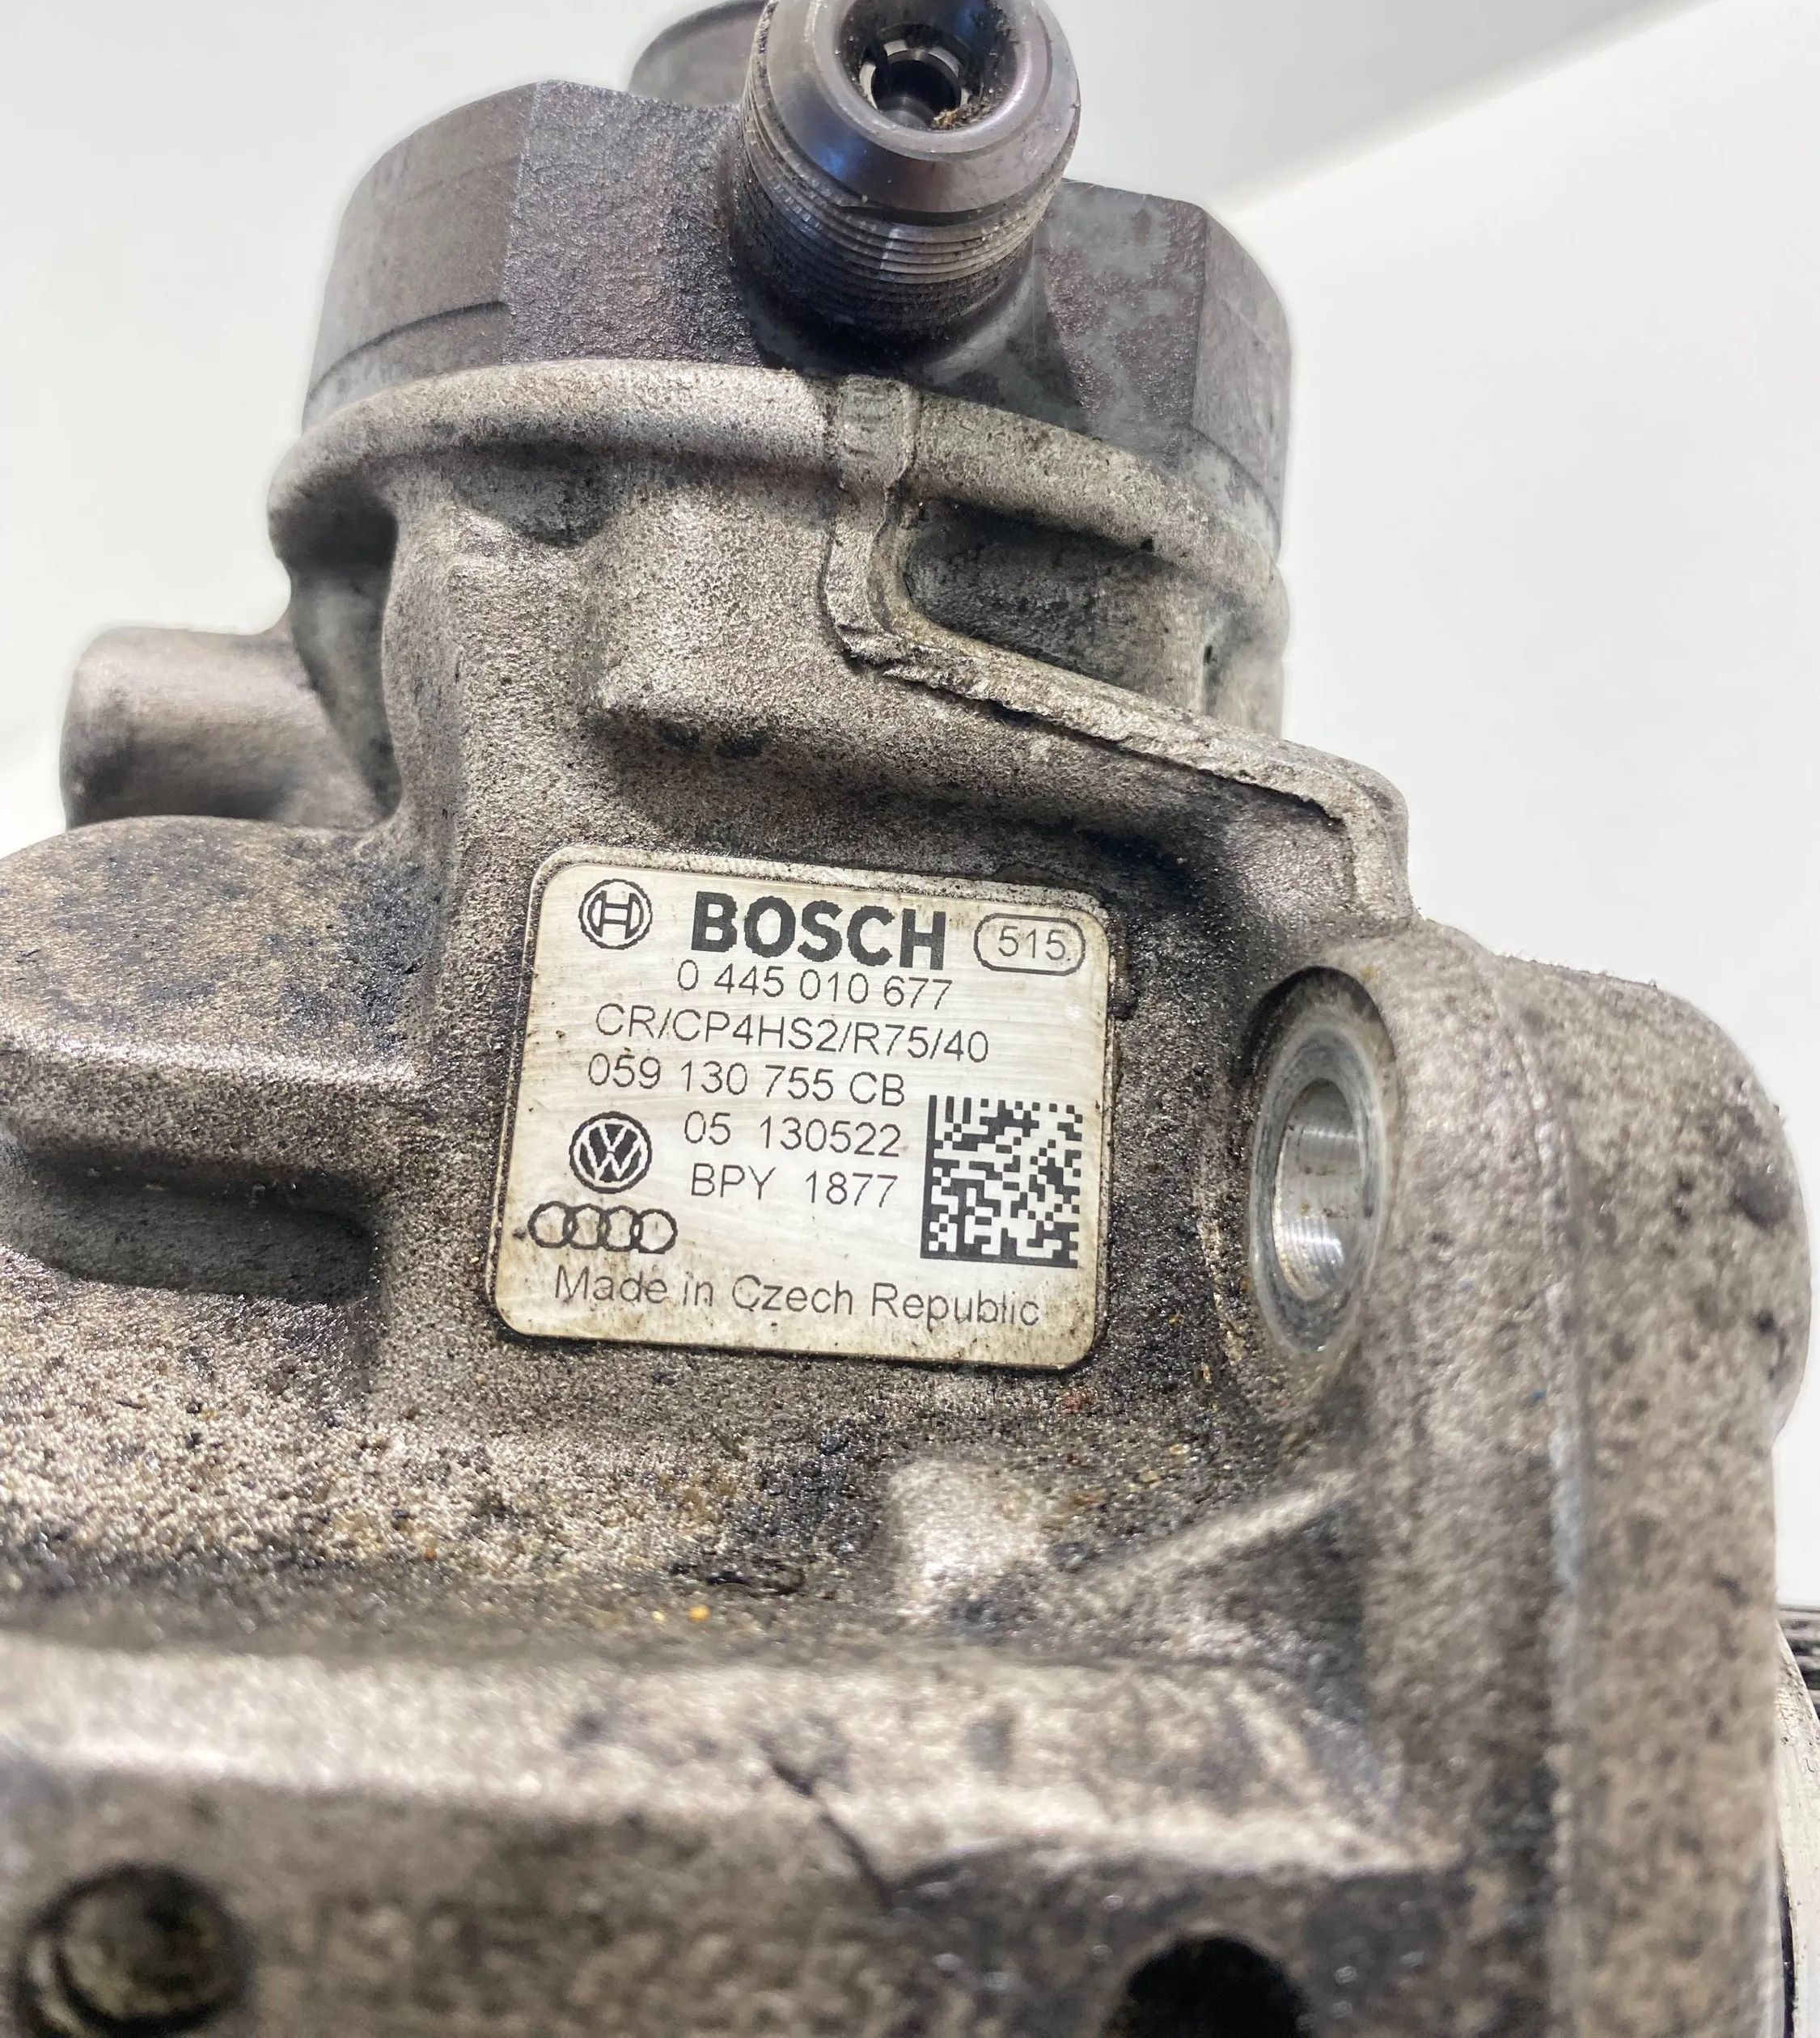 BOSCH 515
0 445 010 677
CR/CP4HS2/R75/40
059 130 755 CB
05 130522
BPY 1877
Made in Czech Republic